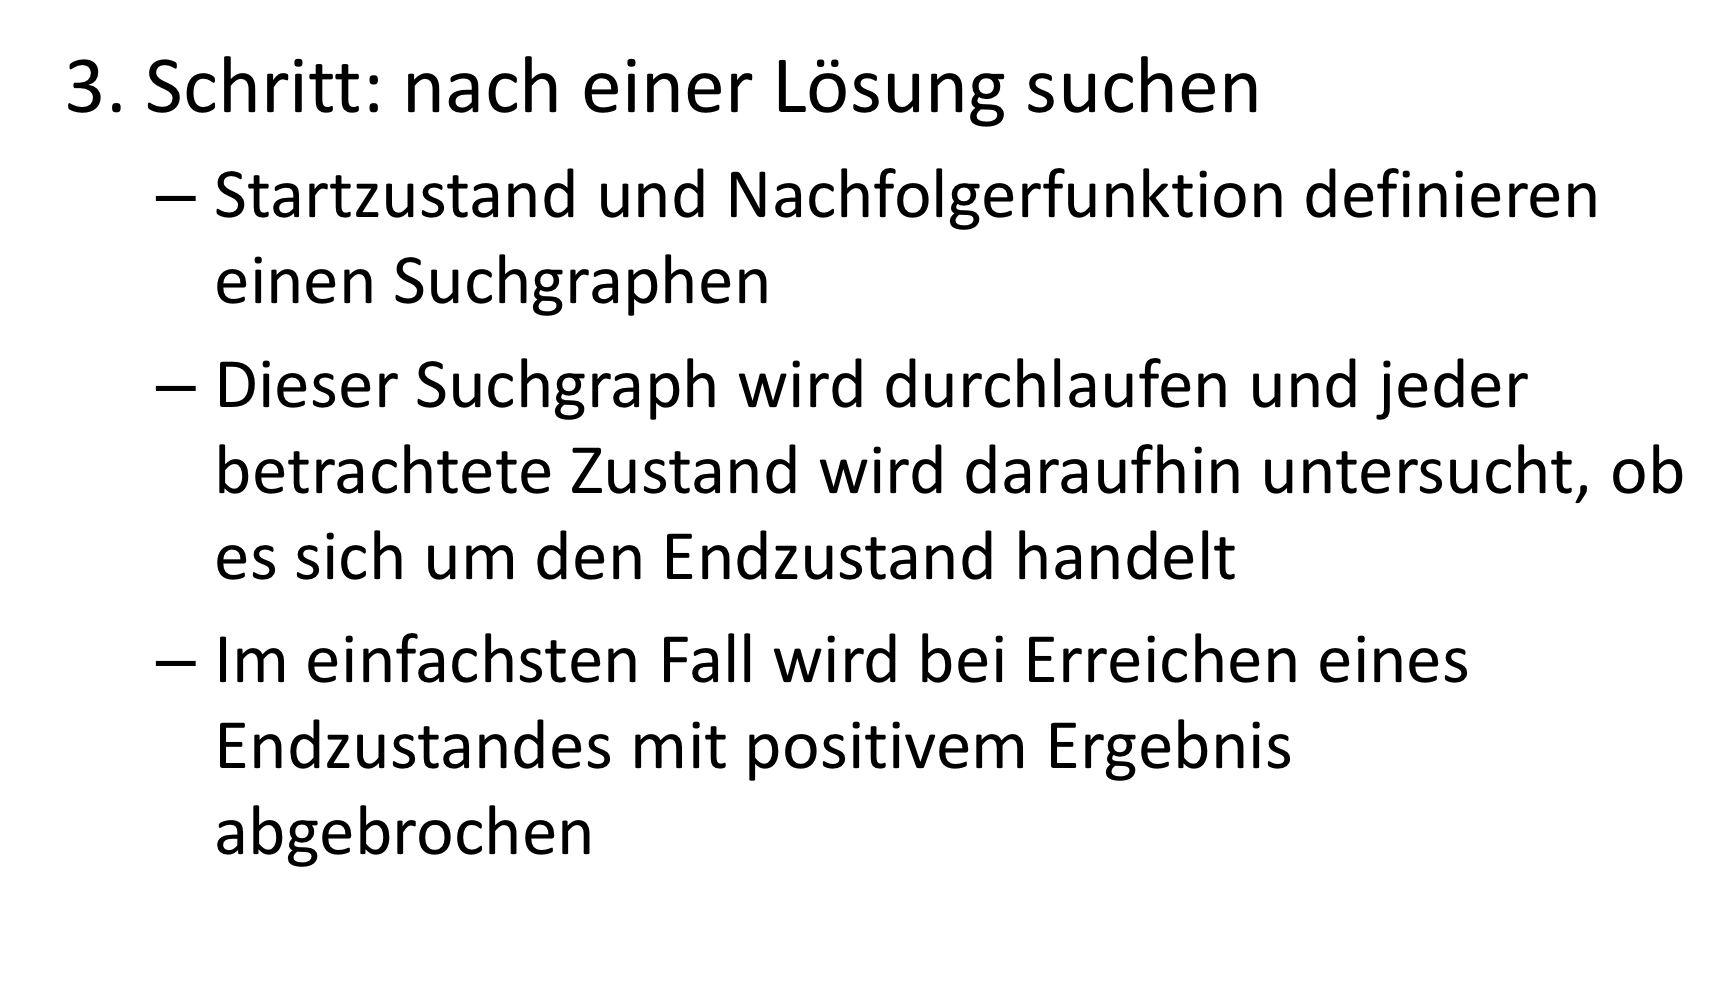 3. Schritt: nach einer Lösung suchen
– Startzustand und Nachfolgerfunktion definieren
einen Suchgraphen
– Dieser Suchgraph wird durchlaufen und jeder
betrachtete Zustand wird daraufhin untersucht, ob
es sich um den Endzustand handelt
– Im einfachsten Fall wird bei Erreichen eines
Endzustandes mit positivem Ergebnis
abgebrochen